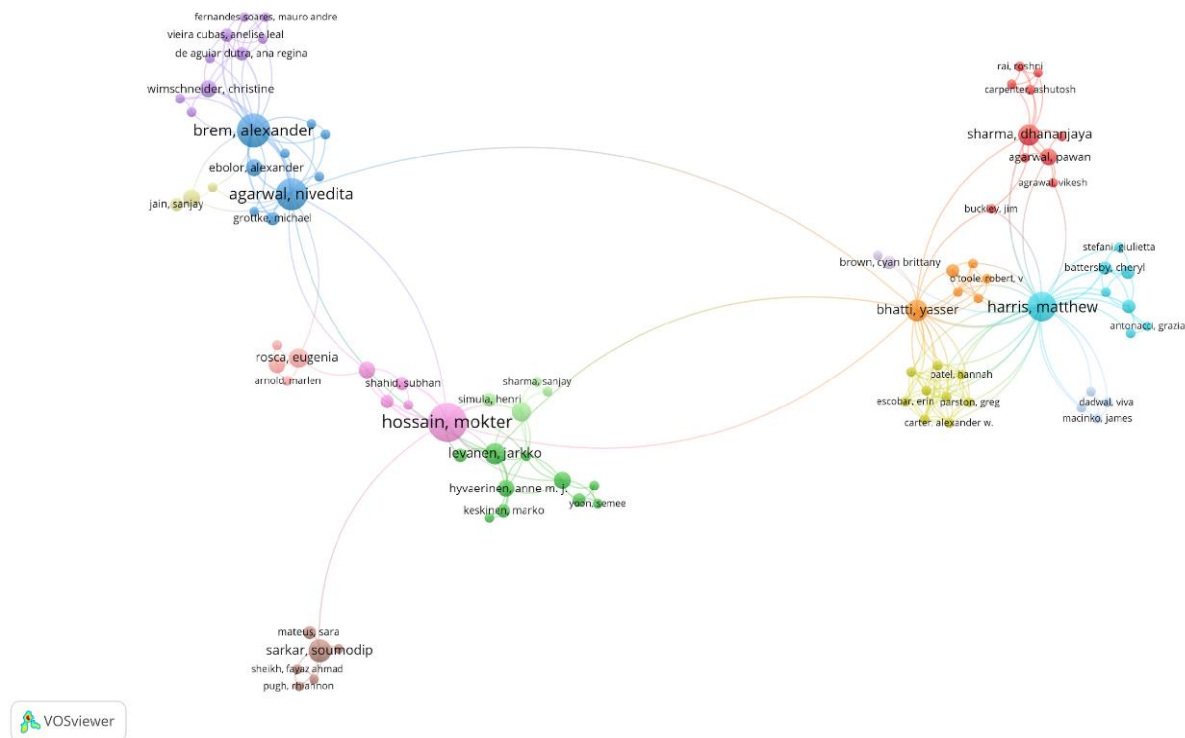 fernandes soares, mauro andre
vieira cubas, anelise leal
de aguiar dutra, ana regina
wimschneider, christine
brem, alexander
ebolor, alexander
agarwal, nivedita
jain, sanjay
grottke, michael
rai, roshni
carpenter, ashutosh
sharma, dhananjaya
agarwal, pawan
agrawal, vikesh
buckley, jim
stefani, giulietta
brown, cyan brittany
battersby, cheryl
o'toole, robert, v
bhatti, yasser
harris, matthew
antonacci, grazia
rosca, eugenia
arnold, marlen
shahid, subhan
sharma, sanjay
simula, henri
patel, hannah
escobar, erin
parston, greg
dadwal, viva
macinko, james
carter, alexander w.
hossain, mokter
levanen, jarkko
hyvaerinen, anne m. j.
keskinen, marko
yoon, semee
mateus, sara
sarkar, soumodip
sheikh, fayaz ahmad
pugh, rhiannon
VOSviewer